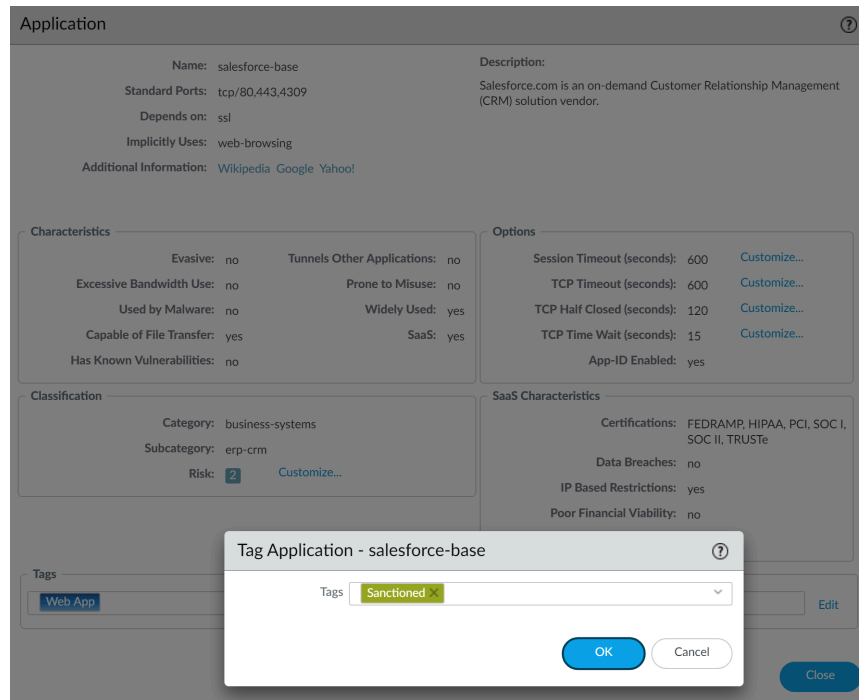 Application
Name: salesforce-base
Standard Ports: tcp/80,443,4309
Depends on: ssl
Implicitly Uses: web-browsing
Additional Information: Wikipedia Google Yahoo!
Description:
Salesforce.com is an on-demand Customer Relationship Management
(CRM) solution vendor.
Characteristics
Evasive: no
Tunnels Other Applications: no
Excessive Bandwidth Use: no
Prone to Misuse: no
Used by Malware: no
Widely Used: yes
Capable of File Transfer: yes
SaaS: yes
Has Known Vulnerabilities: no
Options
Session Timeout (seconds): 600 Customize...
TCP Timeout (seconds): 600 Customize...
TCP Half Closed (seconds): 120 Customize...
TCP Time Wait (seconds): 15 Customize...
App-ID Enabled: yes
Classification
Category: business-systems
Subcategory: erp-crm
Risk: 2 Customize...
SaaS Characteristics
Certifications: FEDRAMP, HIPAA, PCI, SOC I,
SOC II, TRUSTe
Data Breaches: no
IP Based Restrictions: yes
Poor Financial Viability: no
Tags
Web App
Edit
Tag Application - salesforce-base
Tags Sanctioned
OK Cancel
Close